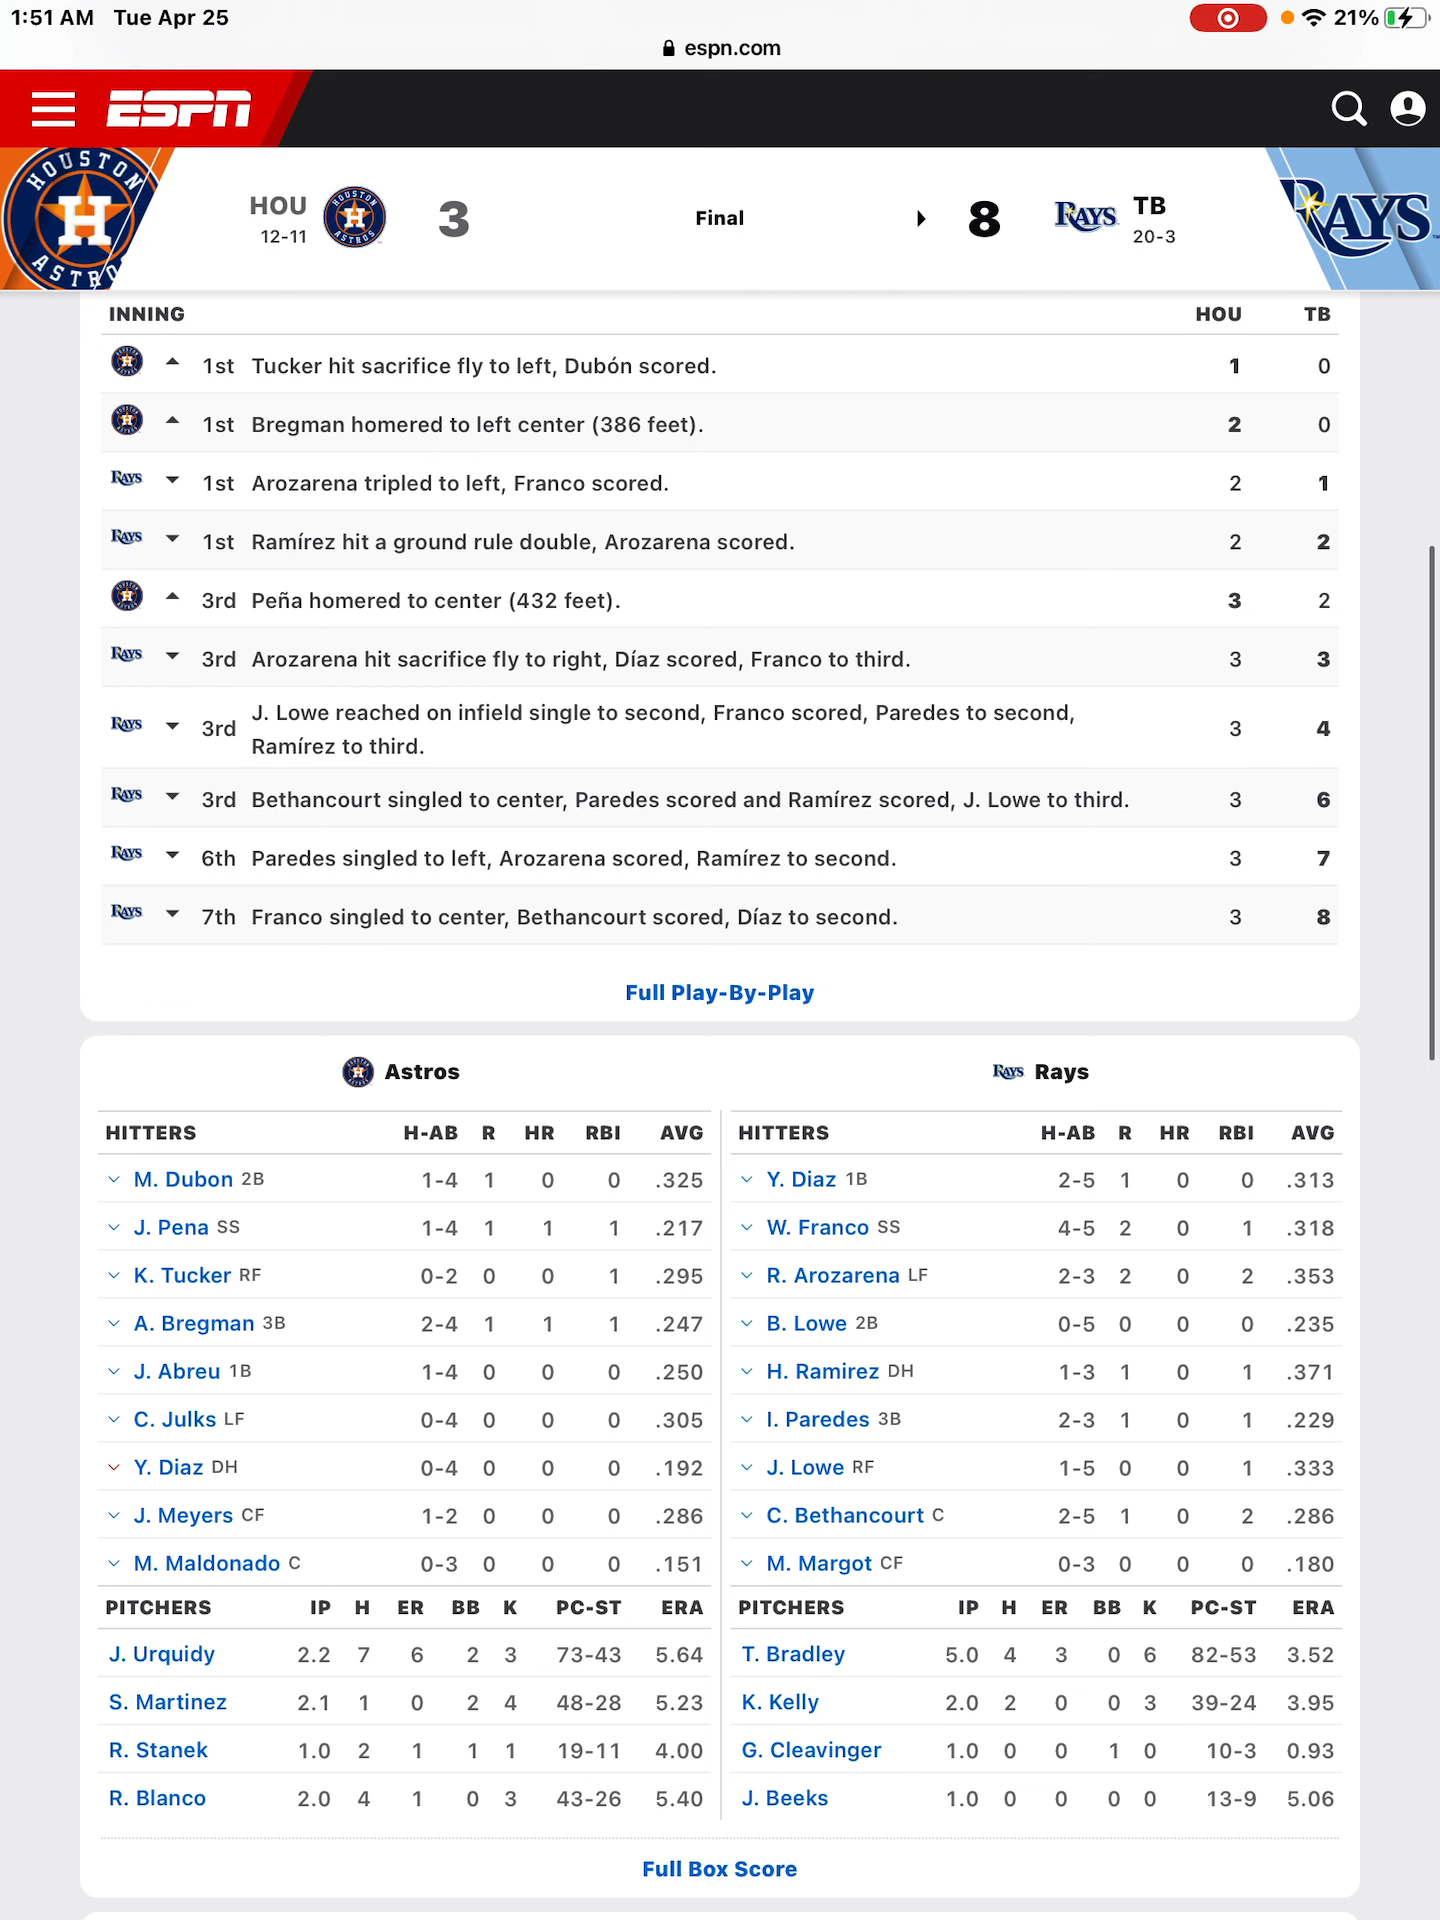 1:51 AM Tue Apr 25 21%
espn.com
ESPN
HOUSTON ASTRO
HOU 3 Final 8 RAYS TB RAYS
12-11 20-3
INNING HOU TB
1st Tucker hit sacrifice fly to left, Dubón scored. 1 0
1st Bregman homered to left center (386 feet). 2 0
RAYS 1st Arozarena tripled to left, Franco scored. 2 1
RAYS 1st Ramírez hit a ground rule double, Arozarena scored. 2 2
3rd Peña homered to center (432 feet). 3 2
RAYS 3rd Arozarena hit sacrifice fly to right, Díaz scored, Franco to third. 3 3
RAYS 3rd J. Lowe reached on infield single to second, Franco scored, Paredes to second, 3 4
Ramírez to third.
RAYS 3rd Bethancourt singled to center, Paredes scored and Ramírez scored, J. Lowe to third. 3 6
RAYS 6th Paredes singled to left, Arozarena scored, Ramírez to second. 3 7
RAYS 7th Franco singled to center, Bethancourt scored, Díaz to second. 3 8
Full Play-By-Play
Astros
HITTERS H-AB R HR RBI AVG
M. Dubon 2B 1-4 1 0 0 .325
J. Pena SS 1-4 1 1 1 .217
K. Tucker RF 0-2 0 0 1 .295
A. Bregman 3B 2-4 1 1 1 .247
J. Abreu 1B 1-4 0 0 0 .250
C. Julks LF 0-4 0 0 0 .305
Y. Diaz DH 0-4 0 0 0 .192
J. Meyers CF 1-2 0 0 0 .286
M. Maldonado C 0-3 0 0 0 .151
PITCHERS IP H ER BB K PC-ST ERA
J. Urquidy 2.2 7 6 2 3 73-43 5.64
S. Martinez 2.1 1 0 2 4 48-28 5.23
R. Stanek 1.0 2 1 1 1 19-11 4.00
R. Blanco 2.0 4 1 0 3 43-26 5.40
RAYS Rays
HITTERS H-AB R HR RBI AVG
Y. Diaz 1B 2-5 1 0 0 .313
W. Franco SS 4-5 2 0 1 .318
R. Arozarena LF 2-3 2 0 2 .353
B. Lowe 2B 0-5 0 0 0 .235
H. Ramirez DH 1-3 1 0 1 .371
I. Paredes 3B 2-3 1 0 1 .229
J. Lowe RF 1-5 0 0 1 .333
C. Bethancourt C 2-5 1 0 2 .286
M. Margot CF 0-3 0 0 0 .180
PITCHERS IP H ER BB K PC-ST ERA
T. Bradley 5.0 4 3 0 6 82-53 3.52
K. Kelly 2.0 2 0 0 3 39-24 3.95
G. Cleavinger 1.0 0 0 1 0 10-3 0.93
J. Beeks 1.0 0 0 0 0 13-9 5.06
Full Box Score